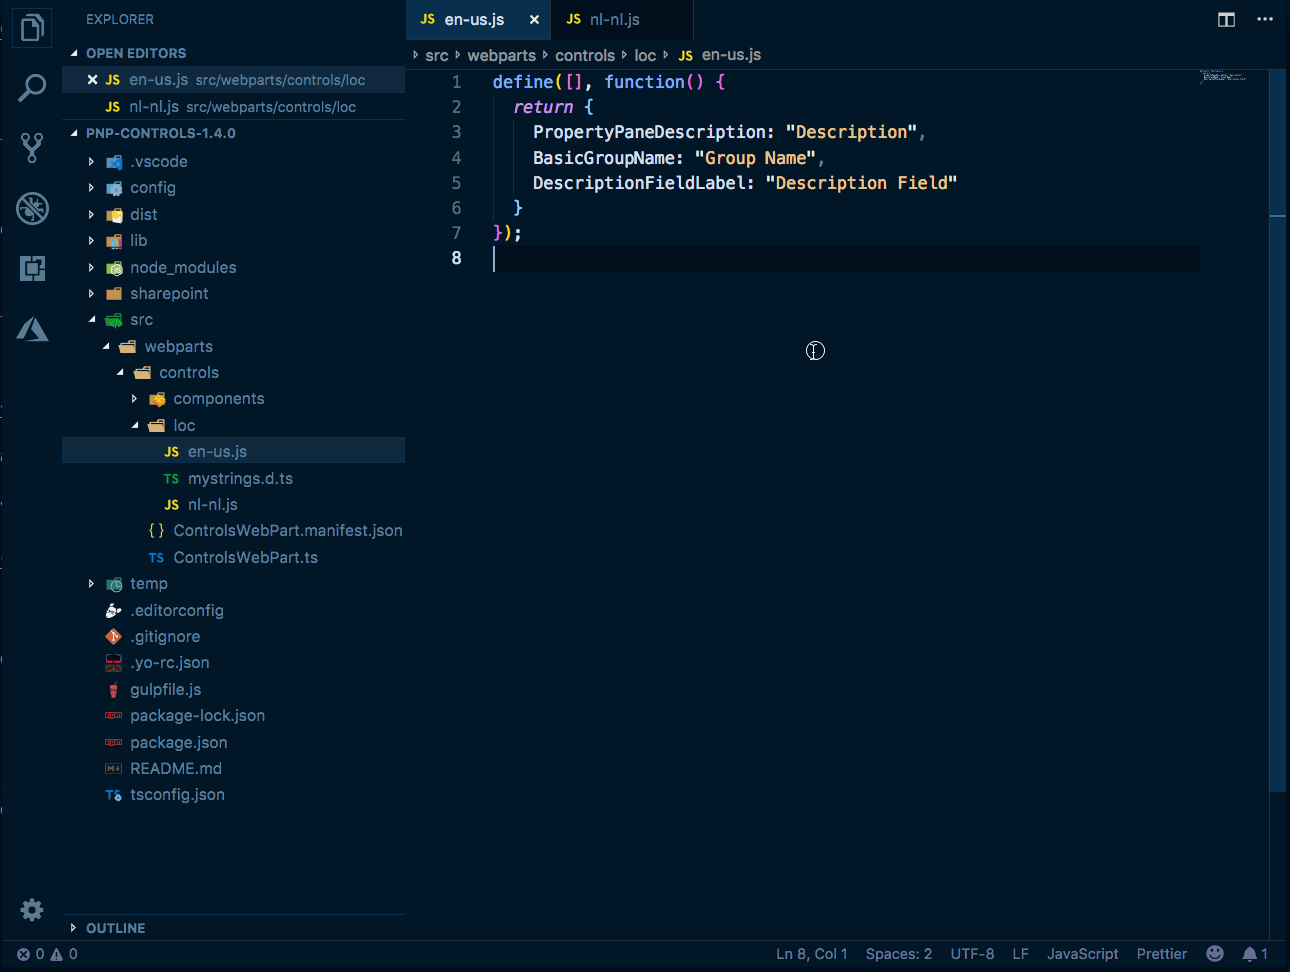 EXPLORER
OPEN EDITORS
JS en-us.js src/webparts/controls/loc
JS nl-nl.js src/webparts/controls/loc
PNP-CONTROLS-1.4.0
.vscode
config
dist
lib
node_modules
sharepoint
src
webparts
controls
components
loc
JS en-us.js
TS mystrings.d.ts
JS nl-nl.js
{ } ControlsWebPart.manifest.json
TS ControlsWebPart.ts
temp
.editorconfig
.gitignore
.yo-rc.json
gulpfile.js
package-lock.json
package.json
README.md
TS tsconfig.json
OUTLINE
JS en-us.js × JS nl-nl.js
src webparts controls loc JS en-us.js
1 define([], function() {
2 return {
3 PropertyPaneDescription: "Description",
4 BasicGroupName: "Group Name",
5 DescriptionFieldLabel: "Description Field"
6 }
7 });
8
0 0 Ln 8, Col 1 Spaces: 2 UTF-8 LF JavaScript Prettier 1